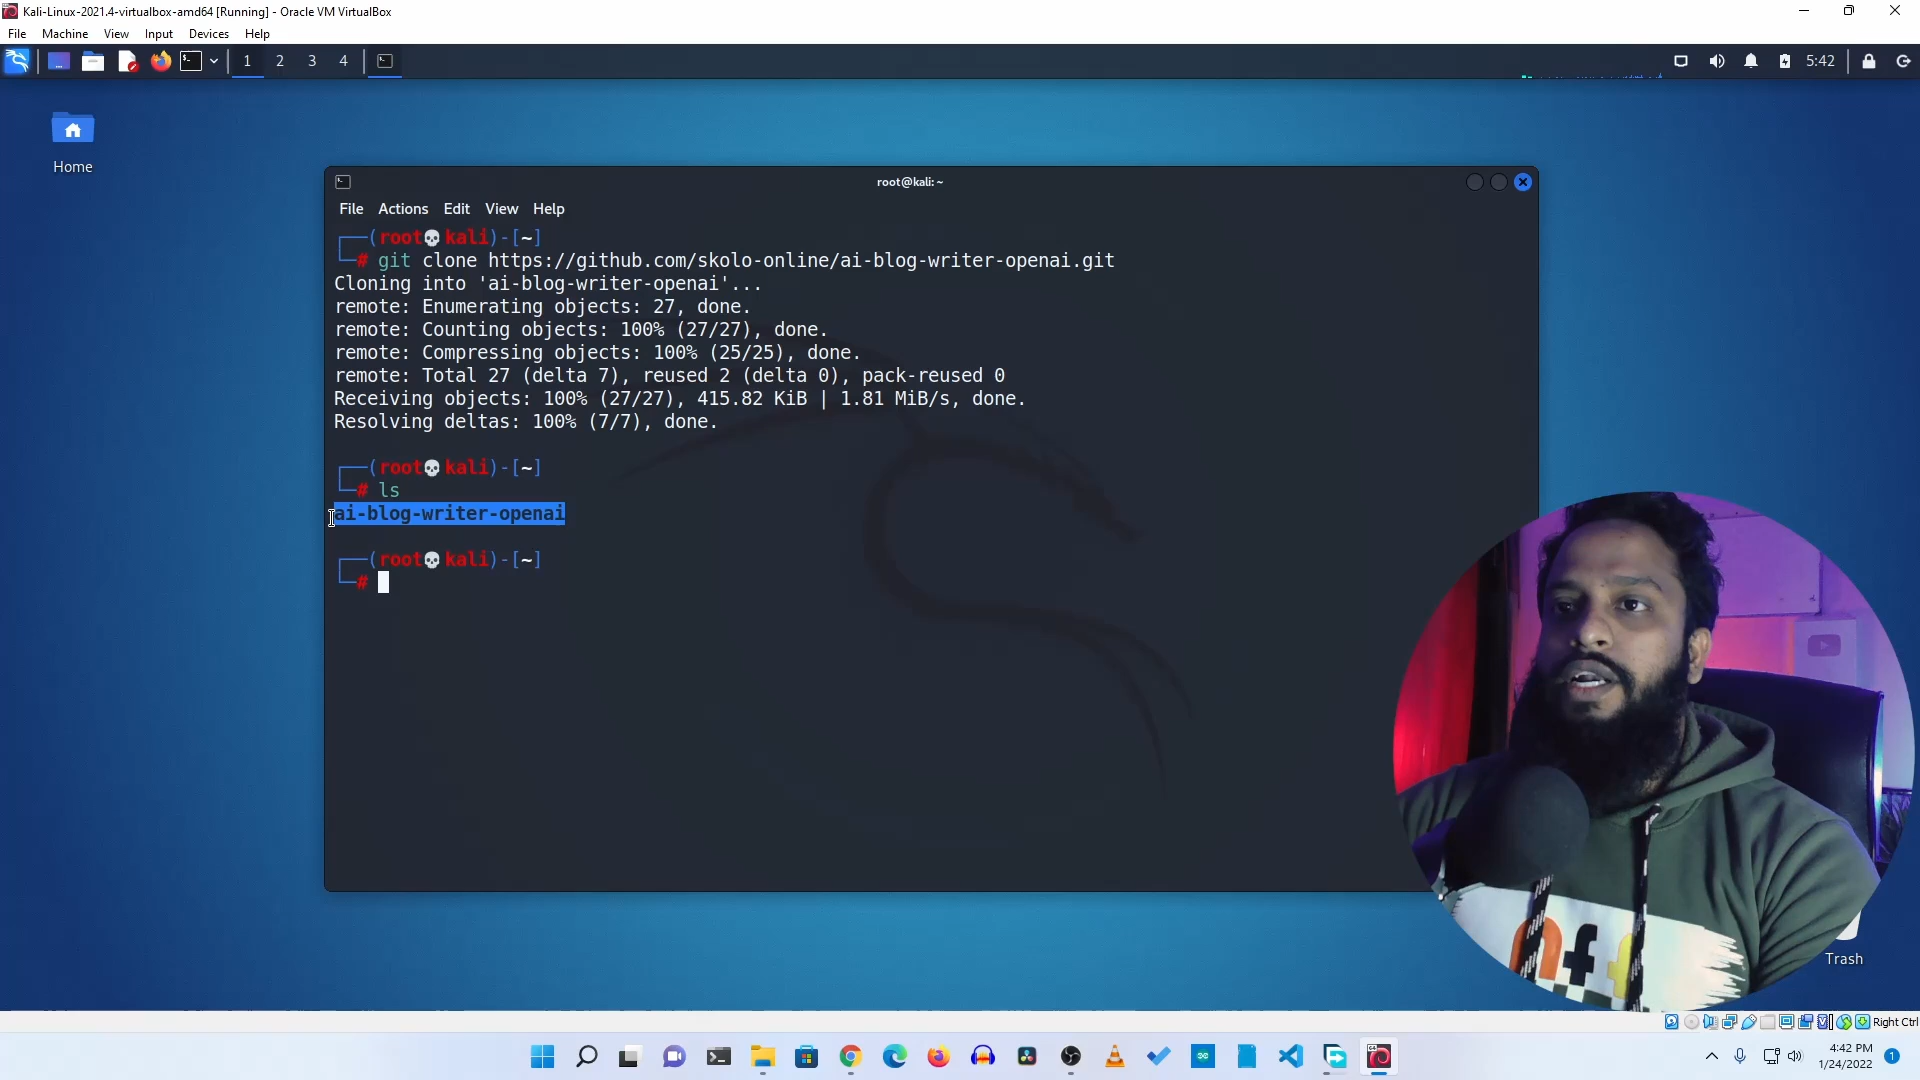 Kali-Linux-2021.4-virtualbox-amd64 [Running] - Oracle VM VirtualBox
File Machine View Input Devices Help
1 2 3 4
5:42
Home
root@kali: ~
File Actions Edit View Help
(root💀kali)-[~]
# git clone https://github.com/skolo-online/ai-blog-writer-openai.git
Cloning into 'ai-blog-writer-openai'...
remote: Enumerating objects: 27, done.
remote: Counting objects: 100% (27/27), done.
remote: Compressing objects: 100% (25/25), done.
remote: Total 27 (delta 7), reused 2 (delta 0), pack-reused 0
Receiving objects: 100% (27/27), 415.82 KiB | 1.81 MiB/s, done.
Resolving deltas: 100% (7/7), done.
(root💀kali)-[~]
# ls
ai-blog-writer-openai
(root💀kali)-[~]
#
Trash
Right Ctrl
4:42 PM
1/24/2022
1